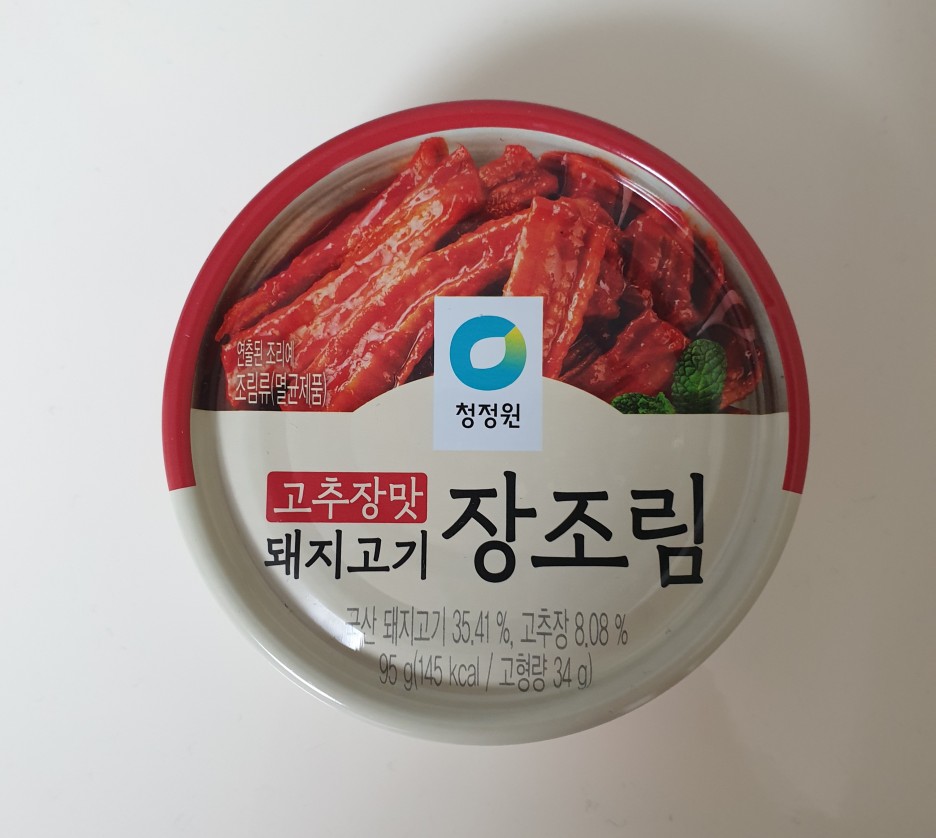 연출된 조리예
조림류(멸균제품)
청정원
고추장맛
돼지고기 장조림
국산 돼지고기 35.41 %, 고추장 8.08 %
95 g(145 kcal / 고형량 34 g)